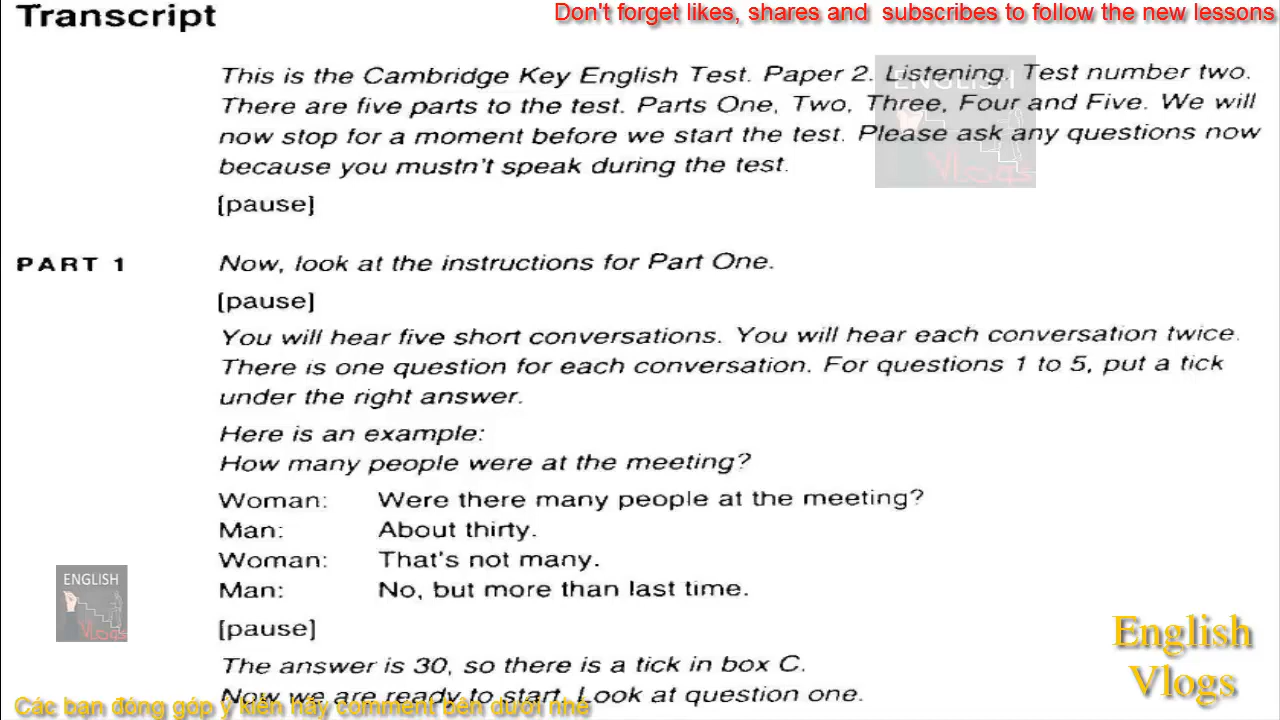 Transcript
Don't forget likes, shares and subscribes to follow the new lessons
This is the Cambridge Key English Test. Paper 2. Listening. Test number two.
There are five parts to the test. Parts One, Two, Three, Four and Five. We will
now stop for a moment before we start the test. Please ask any questions now
because you mustn't speak during the test.
[pause]
ENGLISH
Vlogs
PART 1
Now, look at the instructions for Part One.
[pause]
You will hear five short conversations. You will hear each conversation twice.
There is one question for each conversation. For questions 1 to 5, put a tick
under the right answer.
Here is an example:
How many people were at the meeting?
Woman: Were there many people at the meeting?
Man: About thirty.
Woman: That's not many.
Man: No, but more than last time.
[pause]
The answer is 30, so there is a tick in box C.
Now we are ready to start. Look at question one.
ENGLISH
Vlogs
English
Vlogs
Các bạn đóng góp ý kiến hãy comment bên dưới nhé